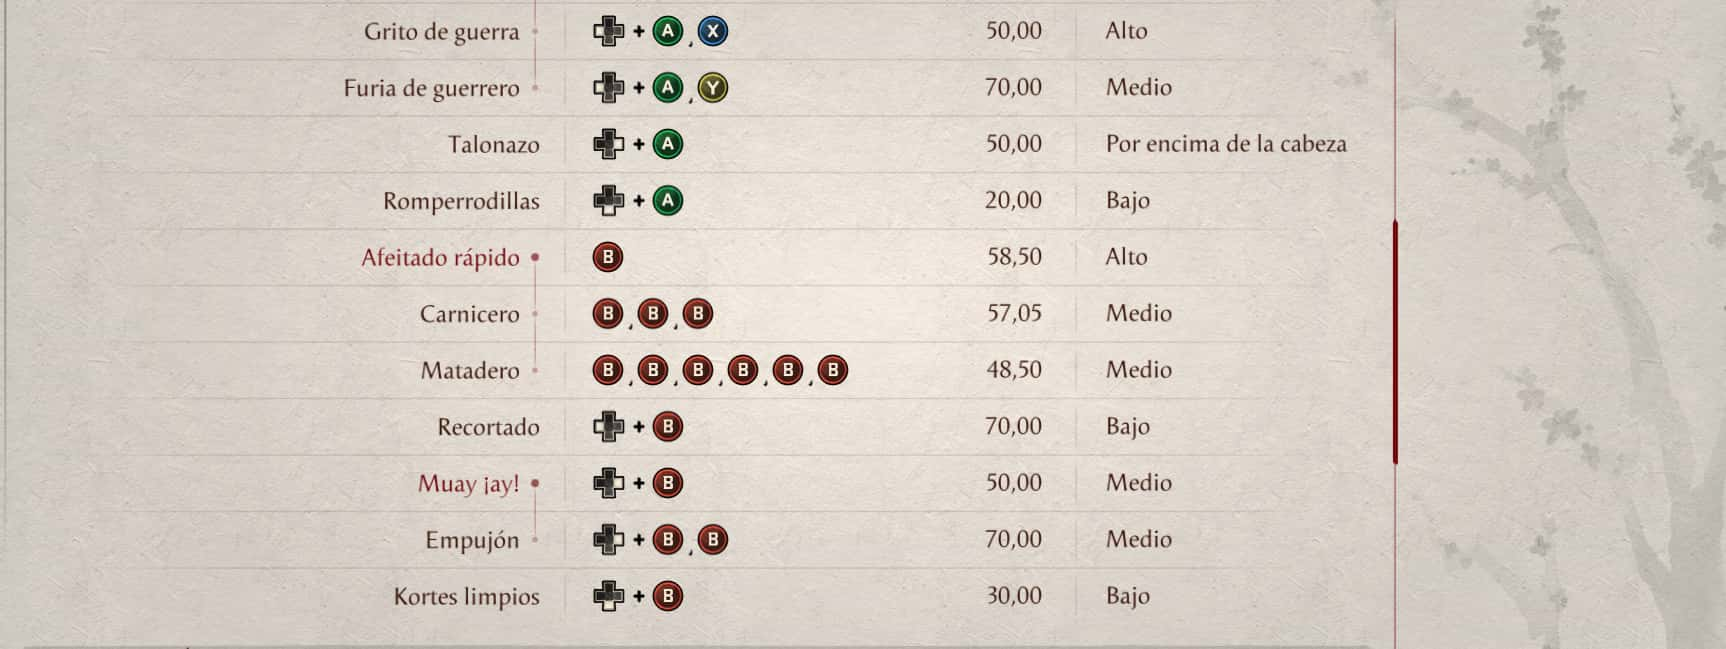 Grito de guerra + A , X 50,00 Alto
Furia de guerrero + A , Y 70,00 Medio
Talonazo + A 50,00 Por encima de la cabeza
Romperrodillas + A 20,00 Bajo
Afeitado rápido B 58,50 Alto
Carnicero B , B , B 57,05 Medio
Matadero B , B , B , B , B , B 48,50 Medio
Recortado + B 70,00 Bajo
Muay ¡ay! + B 50,00 Medio
Empujón + B , B 70,00 Medio
Kortes limpios + B 30,00 Bajo